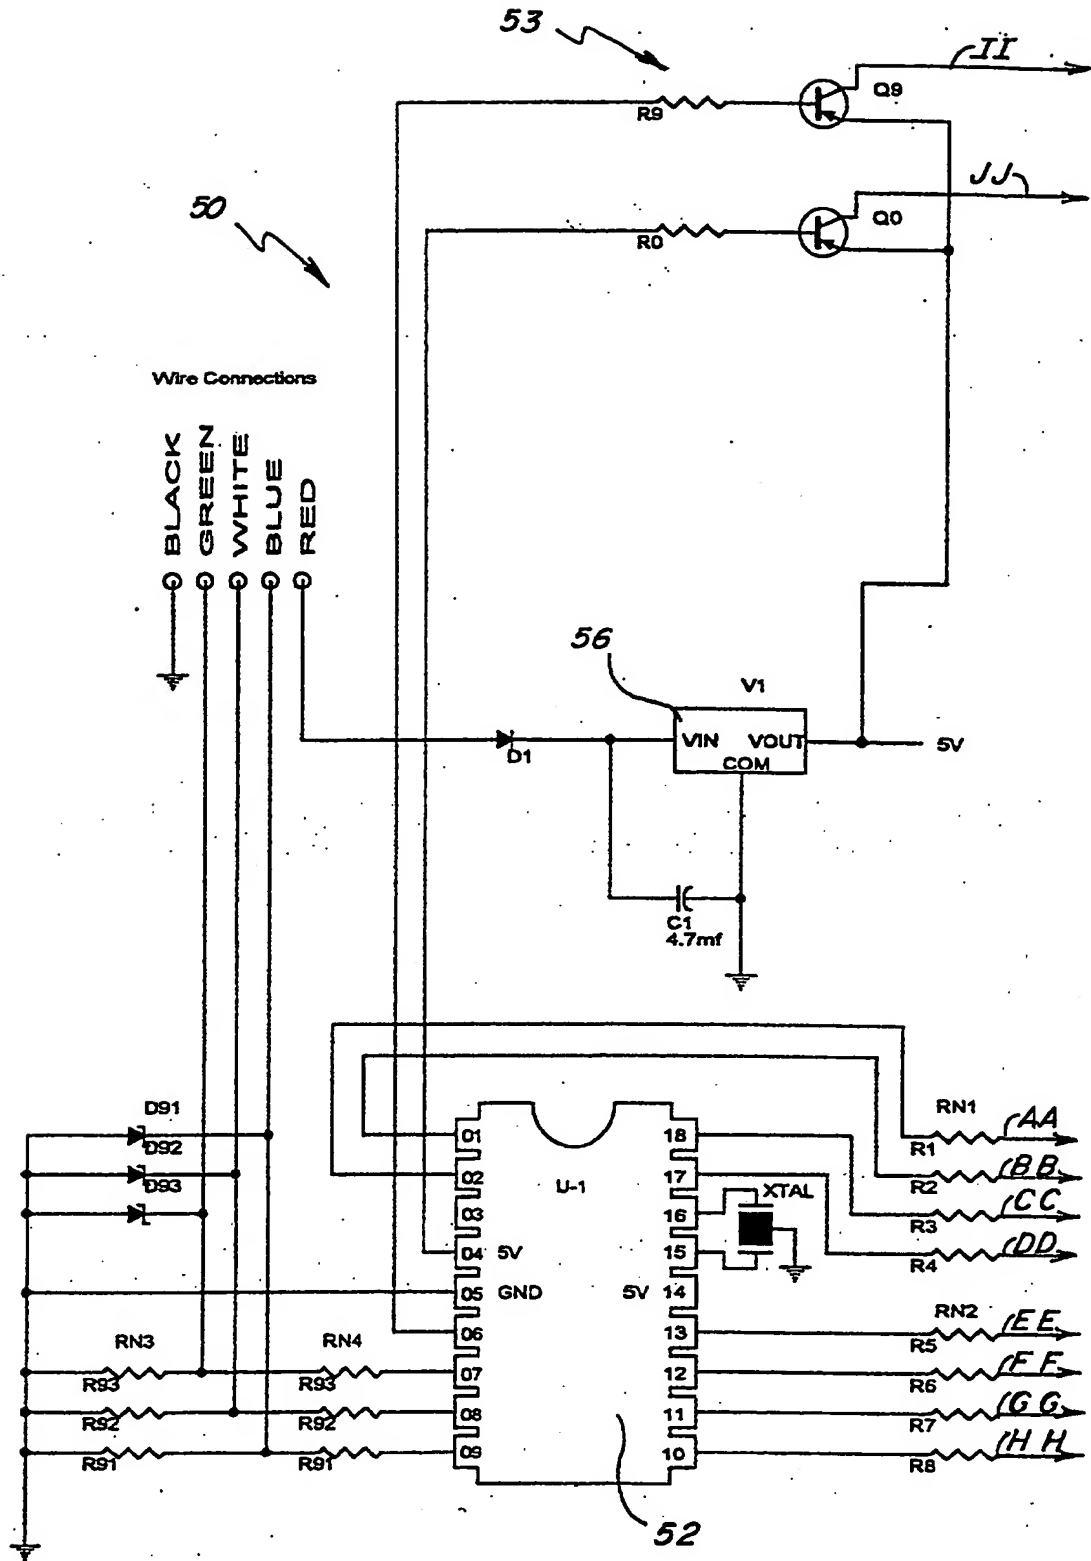 53
II
Q9
R9
50
JJ
Q0
R0
Wire Connections
BLACK
GREEN
WHITE
BLUE
RED
56
V1
VIN VOUT
COM
5V
D1
C1
4.7mf
D91
D92
D93
RN1
AA
R1
BB
R2
CC
R3
DD
R4
U-1
XTAL
01
02
03
04 5V
05 GND
06
07
08
09
18
17
16
15
5V 14
13
12
11
10
RN2
EE
R5
FF
R6
GG
R7
HH
R8
RN3
RN4
R93
R93
R92
R92
R91
R91
52